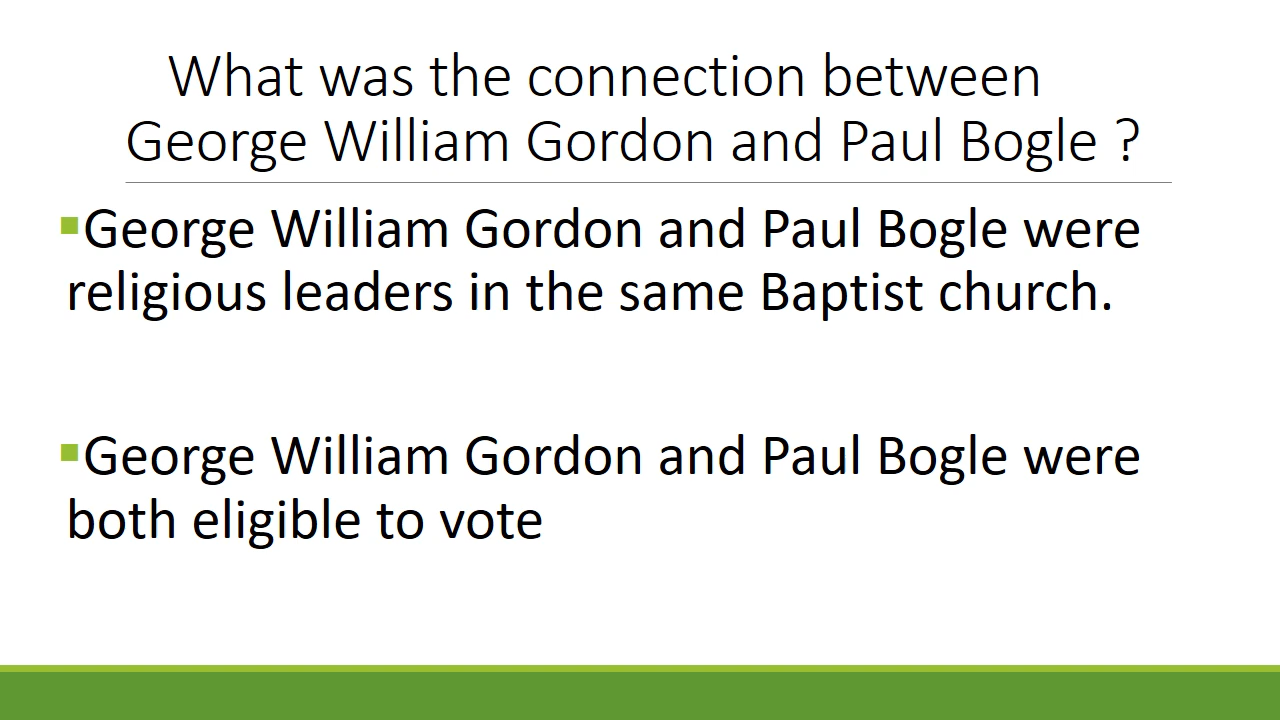 What was the connection between
George William Gordon and Paul Bogle ?
▪George William Gordon and Paul Bogle were
religious leaders in the same Baptist church.
▪George William Gordon and Paul Bogle were
both eligible to vote